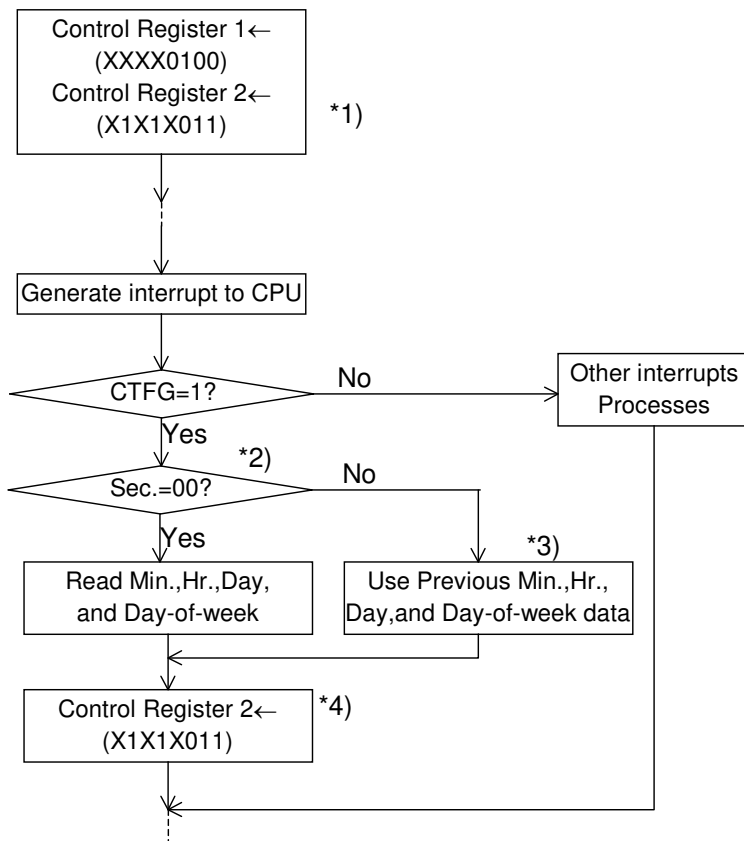 Control Register 1←
(XXXX0100)
Control Register 2←
(X1X1X011)
*1)
Generate interrupt to CPU
CTFG=1?
No
Other interrupts
Processes
Yes
*2)
Sec.=00?
No
Yes
*3)
Read Min.,Hr.,Day,
and Day-of-week
Use Previous Min.,Hr.,
Day,and Day-of-week data
Control Register 2←
(X1X1X011)
*4)